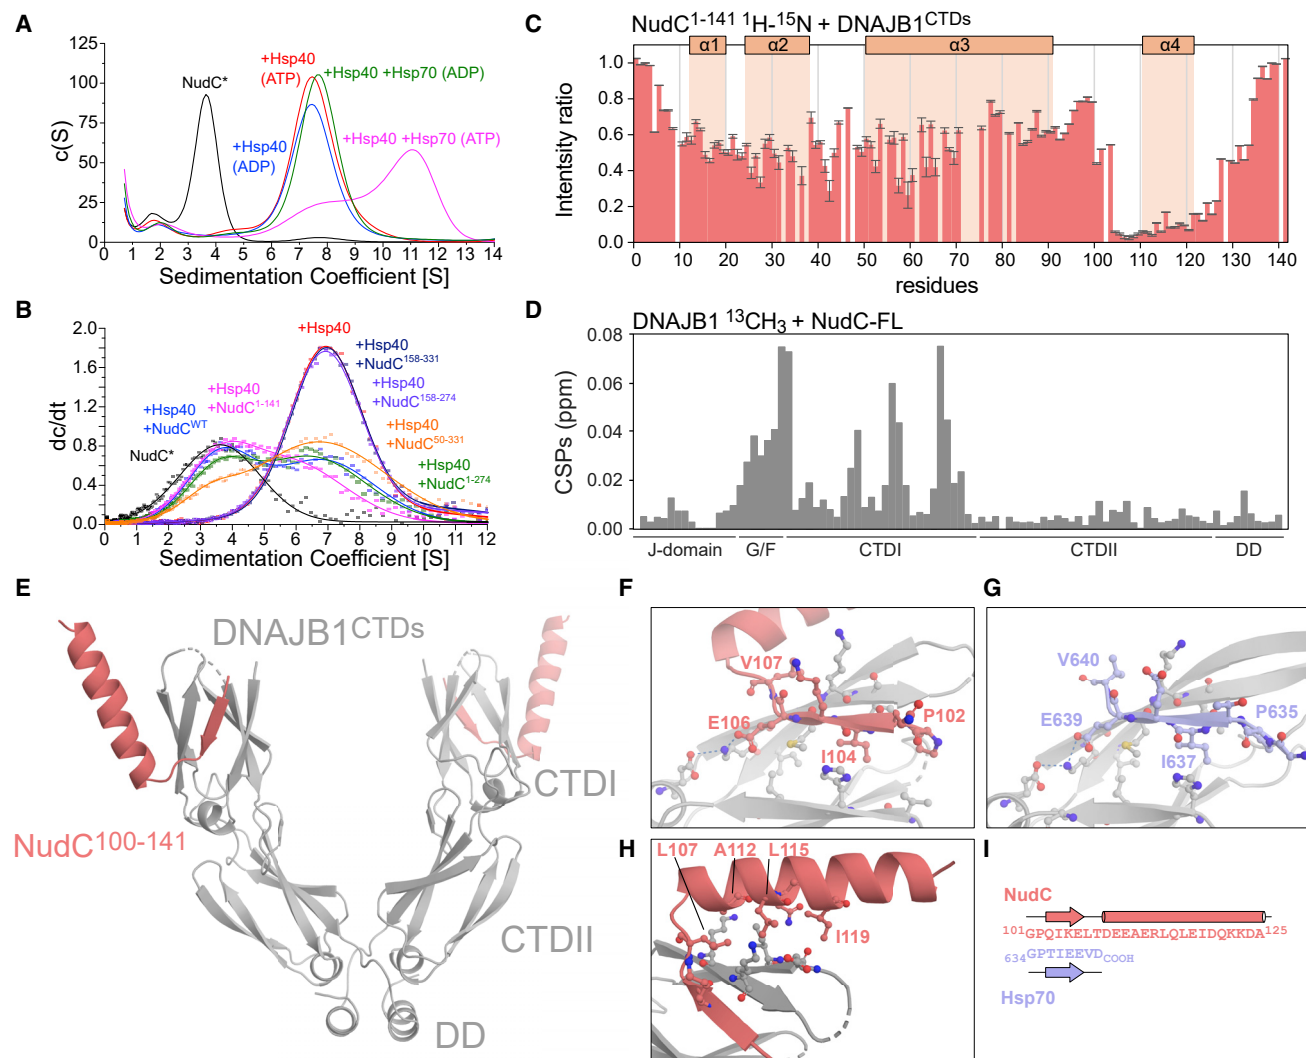 A
125
100
75
50
25
0
c(S)
NudC*
+Hsp40
(ATP)
+Hsp40 +Hsp70 (ADP)
+Hsp40
(ADP)
+Hsp40 +Hsp70 (ATP)
0 1 2 3 4 5 6 7 8 9 10 11 12 13 14
Sedimentation Coefficient [S]
B
2.0
1.6
1.2
0.8
0.4
0.0
dc/dt
+Hsp40
+Hsp40
+NudC158-331
+Hsp40
+NudC158-274
+Hsp40
+NudC1-141
+Hsp40
+NudCWT
NudC*
+Hsp40
+NudC50-331
+Hsp40
+NudC1-274
0 1 2 3 4 5 6 7 8 9 10 11 12
Sedimentation Coefficient [S]
C
NudC1-141 1H-15N + DNAJB1CTDs
α1 α2 α3 α4
1.0
0.8
0.6
0.4
0.2
0.0
Intentsity ratio
0 10 20 30 40 50 60 70 80 90 100 110 120 130 140
residues
D
DNAJB1 13CH3 + NudC-FL
0.08
0.06
0.04
0.02
0.00
CSPs (ppm)
J-domain G/F CTDI CTDII DD
E
DNAJB1CTDs
CTDI
NudC100-141
CTDII
DD
F
V107
E106
P102
I104
G
V640
E639
P635
I637
H
L107 A112 L115
I119
I
NudC
101GPQIKELTDEEAERLQLEIDQKKDA125
634GPTIEEVDCOOH
Hsp70